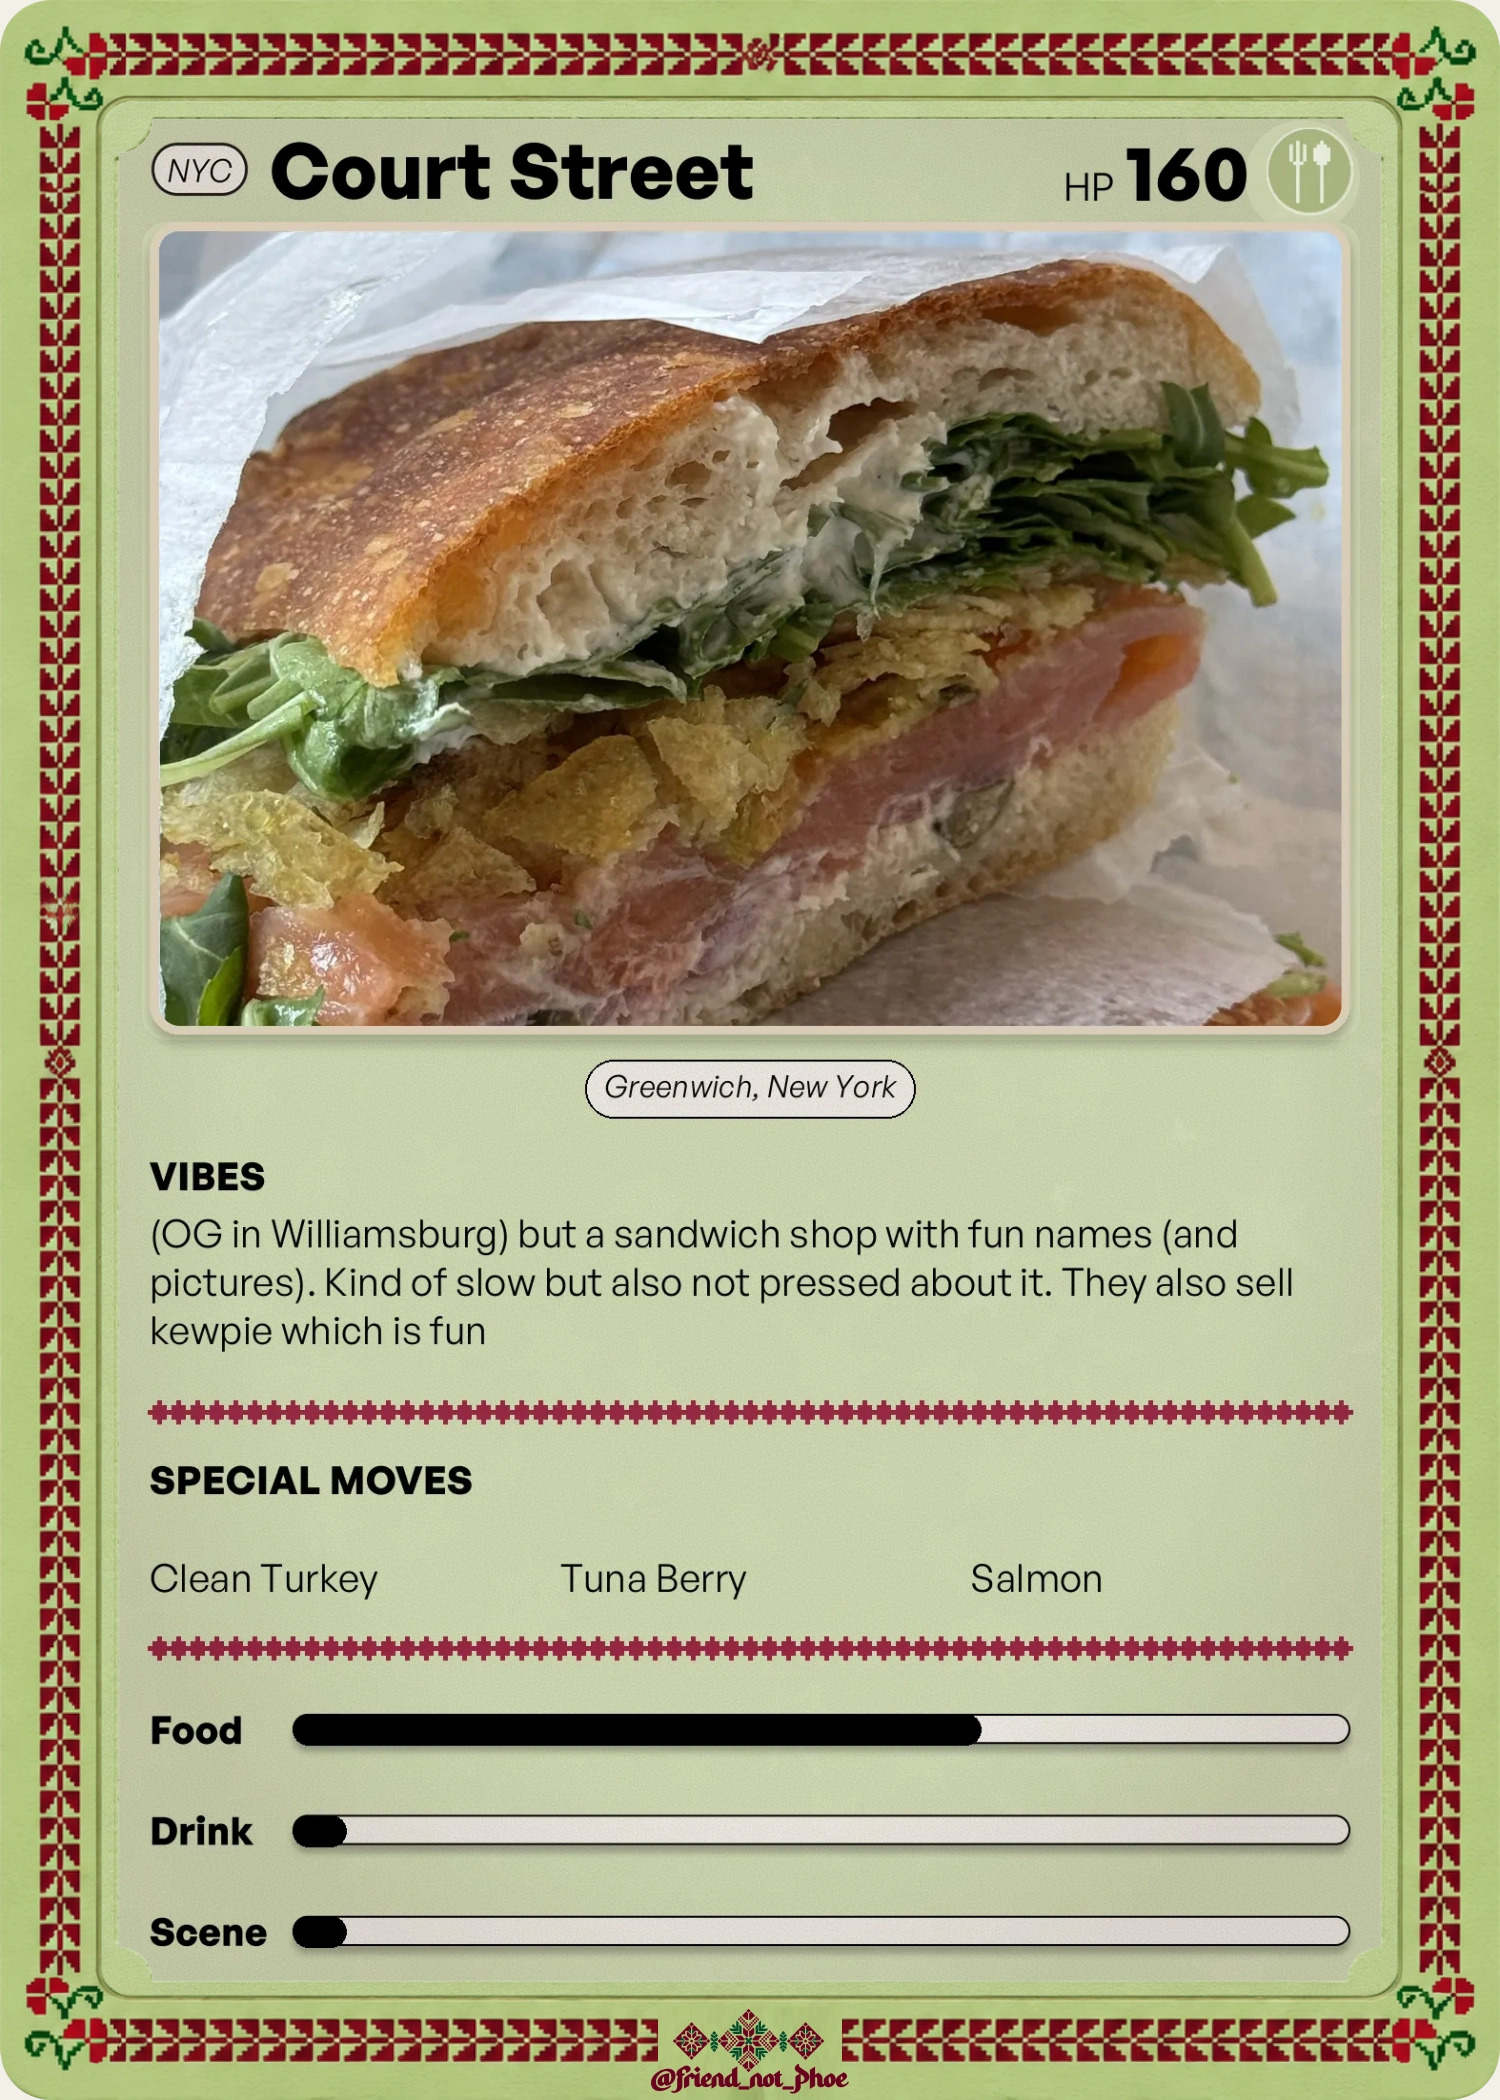 NYC Court Street HP 160
Greenwich, New York
VIBES
(OG in Williamsburg) but a sandwich shop with fun names (and
pictures). Kind of slow but also not pressed about it. They also sell
kewpie which is fun
SPECIAL MOVES
Clean Turkey Tuna Berry Salmon
Food
Drink
Scene
@friend_not_phoe